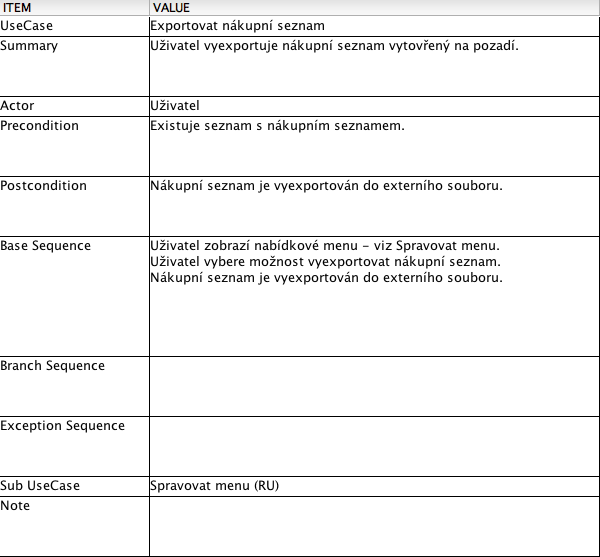 ITEM VALUE
UseCase Exportovat nákupní seznam
Summary Uživatel vyexportuje nákupní seznam vytovřený na pozadí.
Actor Uživatel
Precondition Existuje seznam s nákupním seznamem.
Postcondition Nákupní seznam je vyexportován do externího souboru.
Base Sequence Uživatel zobrazí nabídkové menu - viz Spravovat menu.
Uživatel vybere možnost vyexportovat nákupní seznam.
Nákupní seznam je vyexportován do externího souboru.
Branch Sequence
Exception Sequence
Sub UseCase Spravovat menu (RU)
Note